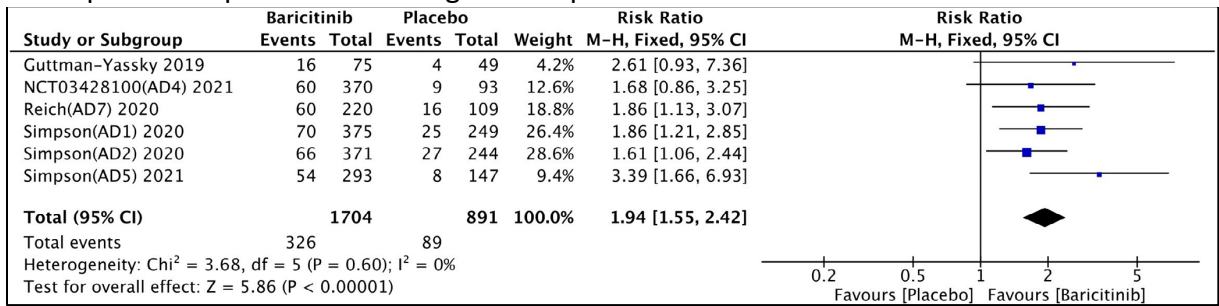 Baricitinib Placebo Risk Ratio Risk Ratio
Study or Subgroup Events Total Events Total Weight M-H, Fixed, 95% CI M-H, Fixed, 95% CI
Guttman-Yassky 2019 16 75 4 49 4.2% 2.61 [0.93, 7.36]
NCT03428100(AD4) 2021 60 370 9 93 12.6% 1.68 [0.86, 3.25]
Reich(AD7) 2020 60 220 16 109 18.8% 1.86 [1.13, 3.07]
Simpson(AD1) 2020 70 375 25 249 26.4% 1.86 [1.21, 2.85]
Simpson(AD2) 2020 66 371 27 244 28.6% 1.61 [1.06, 2.44]
Simpson(AD5) 2021 54 293 8 147 9.4% 3.39 [1.66, 6.93]
Total (95% CI) 1704 891 100.0% 1.94 [1.55, 2.42]
Total events 326 89
Heterogeneity: Chi² = 3.68, df = 5 (P = 0.60); I² = 0%
Test for overall effect: Z = 5.86 (P < 0.00001)
0.2 0.5 1 2 5
Favours [Placebo] Favours [Baricitinib]